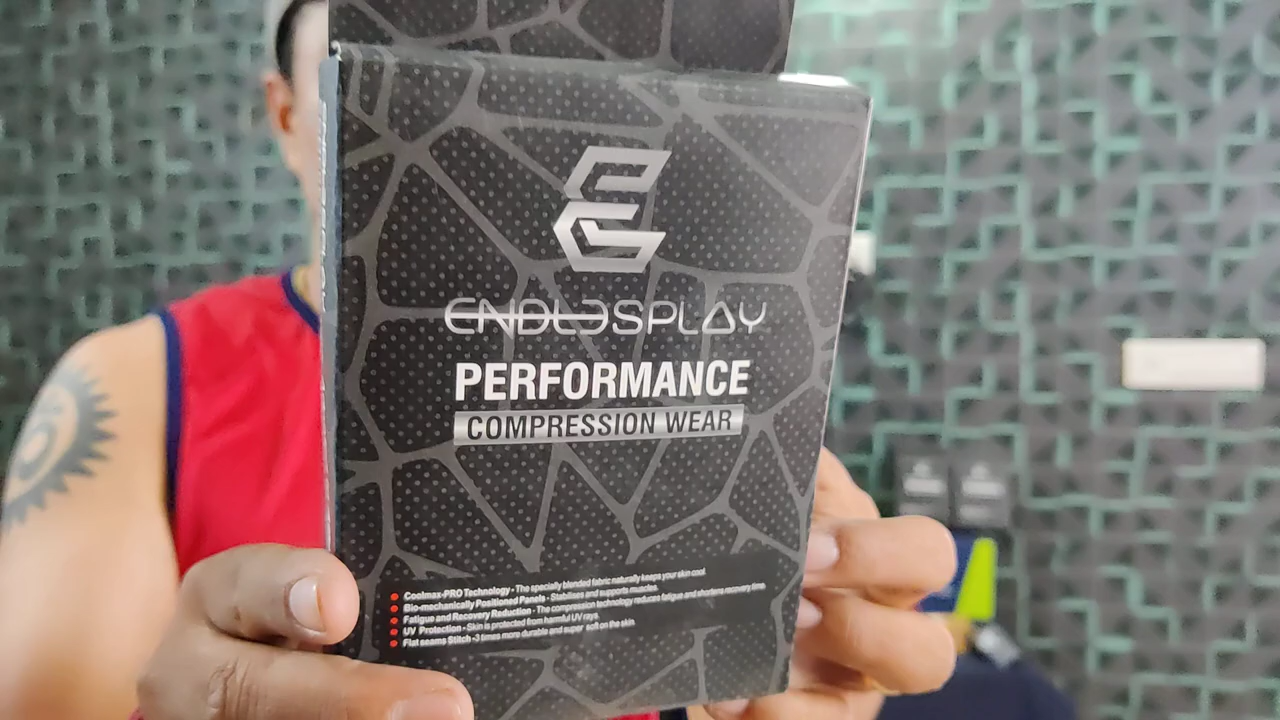 ENDLESPLAY
PERFORMANCE
COMPRESSION WEAR
Coolmax-PRO Technology - The specially blended fabric naturally keeps your skin cool.
Bio-mechanically Positioned Panels - Stabilises and supports muscles.
Fatigue and Recovery Reduction - The compression technology reduces fatigue and shortens recovery time.
UV Protection - Skin is protected from harmful UV rays.
Flat seams Stitch -3 times more durable and super soft on the skin.